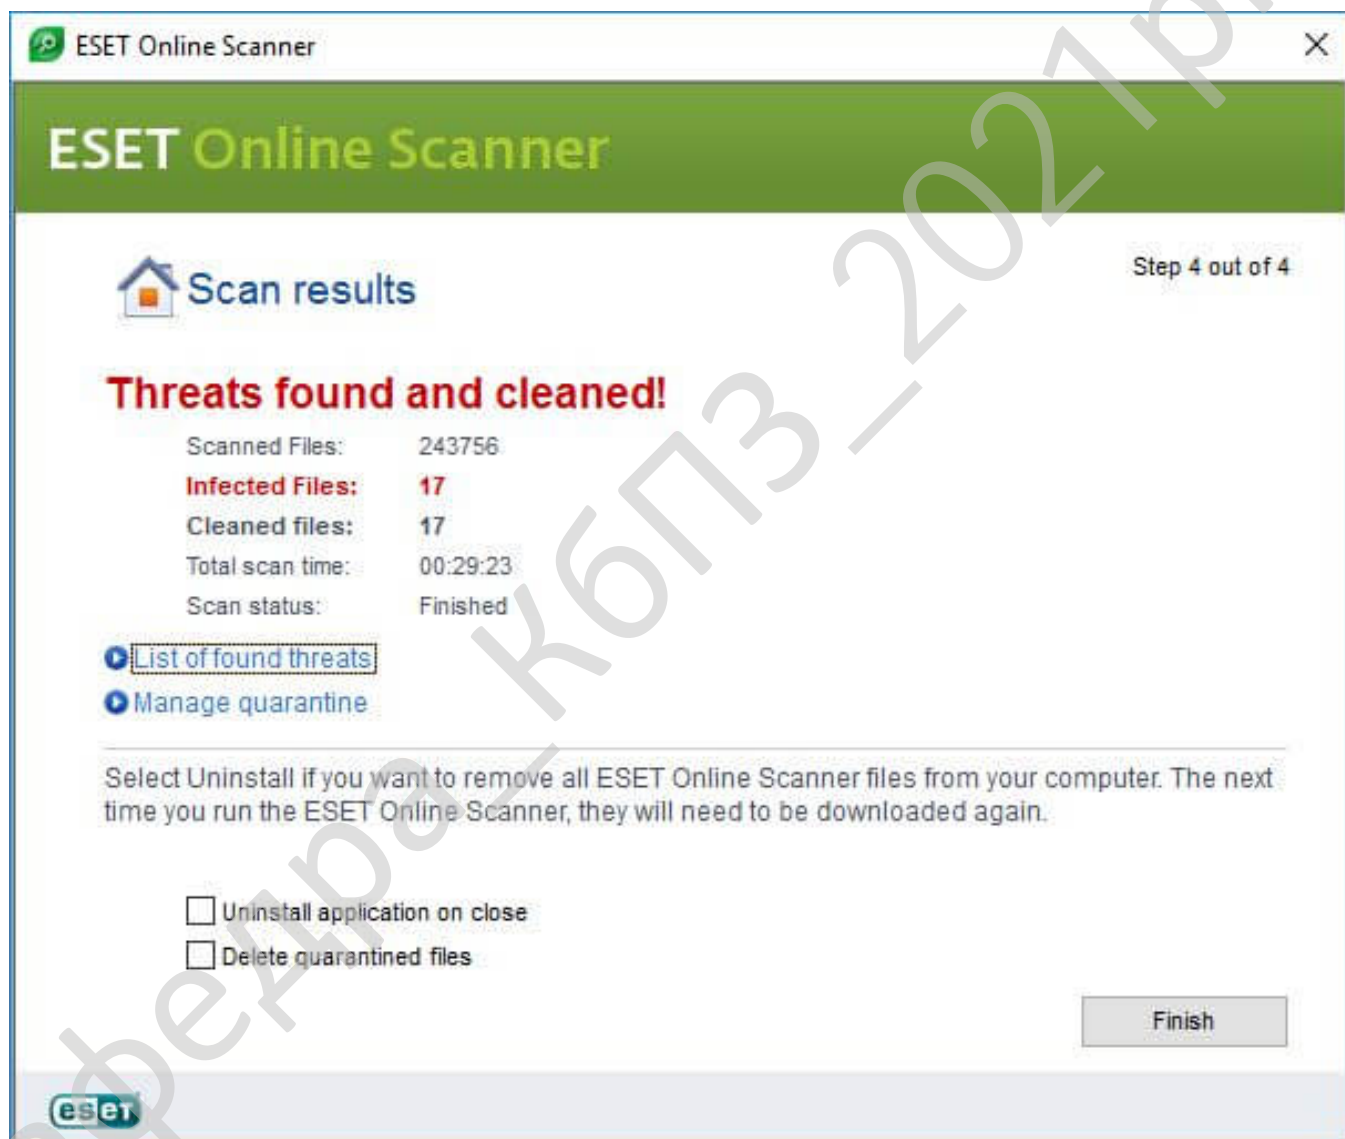 ESET Online Scanner
ESET Online Scanner
Scan results
Step 4 out of 4
Threats found and cleaned!
Scanned Files: 243756
Infected Files: 17
Cleaned files: 17
Total scan time: 00:29:23
Scan status: Finished
List of found threats
Manage quarantine
Select Uninstall if you want to remove all ESET Online Scanner files from your computer. The next
time you run the ESET Online Scanner, they will need to be downloaded again.
Uninstall application on close
Delete quarantined files
Finish
eset
федра_КбПЗ_2021р